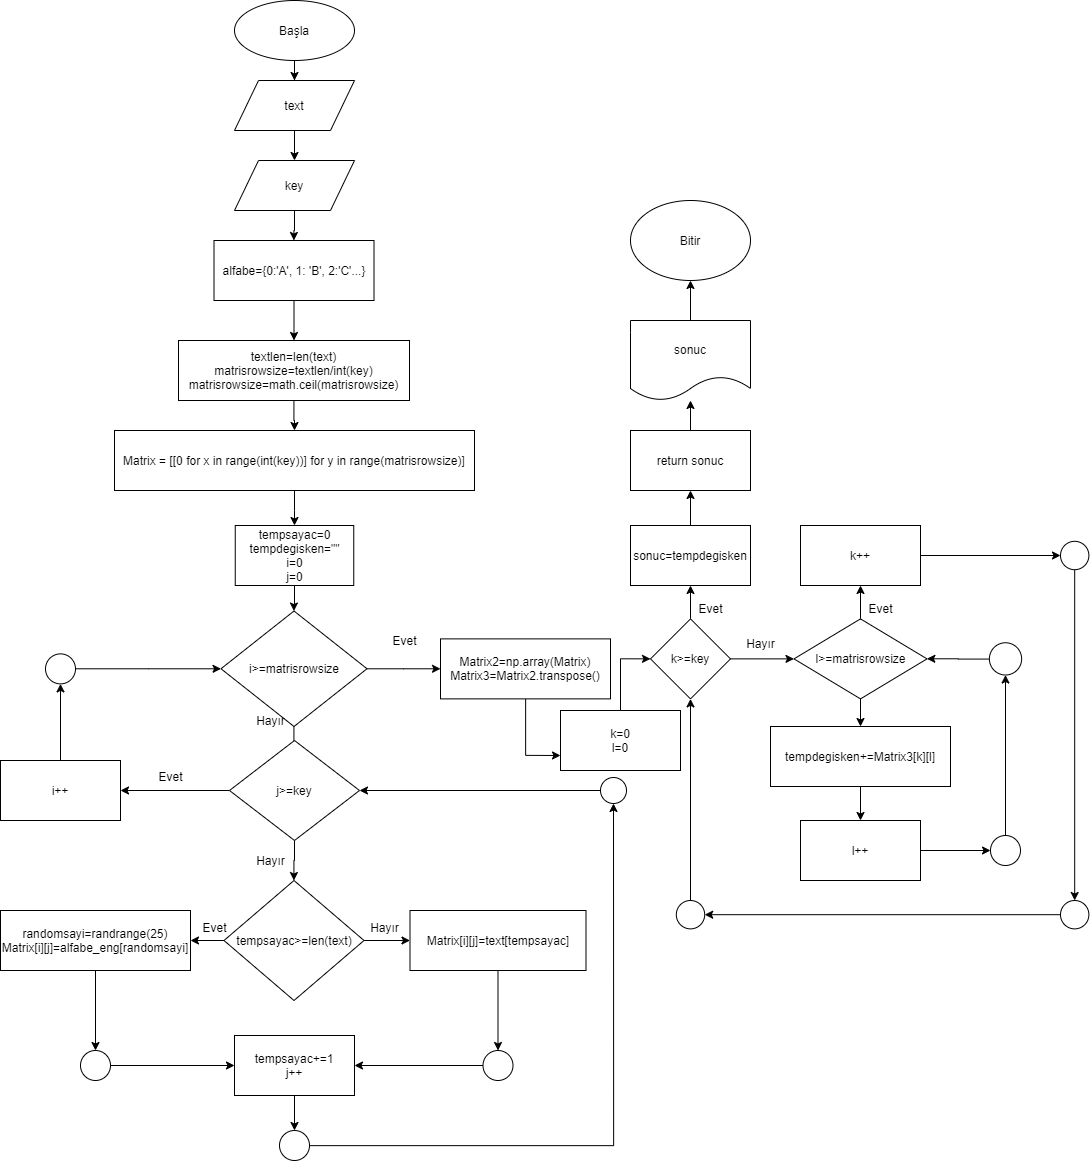 Başla
text
key
alfabe={0:'A', 1: 'B', 2:'C'...}
textlen=len(text)
matrisrowsize=textlen/int(key)
matrisrowsize=math.ceil(matrisrowsize)
Matrix = [[0 for x in range(int(key))] for y in range(matrisrowsize)]
tempsayac=0
tempdegisken=""
i=0
j=0
i>=matrisrowsize
Evet
Hayır
Matrix2=np.array(Matrix)
Matrix3=Matrix2.transpose()
k=0
l=0
j>=key
Evet
i++
Hayır
tempsayac>=len(text)
Evet
randomsayi=randrange(25)
Matrix[i][j]=alfabe_eng[randomsayi]
Hayır
Matrix[i][j]=text[tempsayac]
tempsayac+=1
j++
k>=key
Evet
Hayır
l>=matrisrowsize
Evet
k++
tempdegisken+=Matrix3[k][l]
l++
sonuc=tempdegisken
return sonuc
sonuc
Bitir